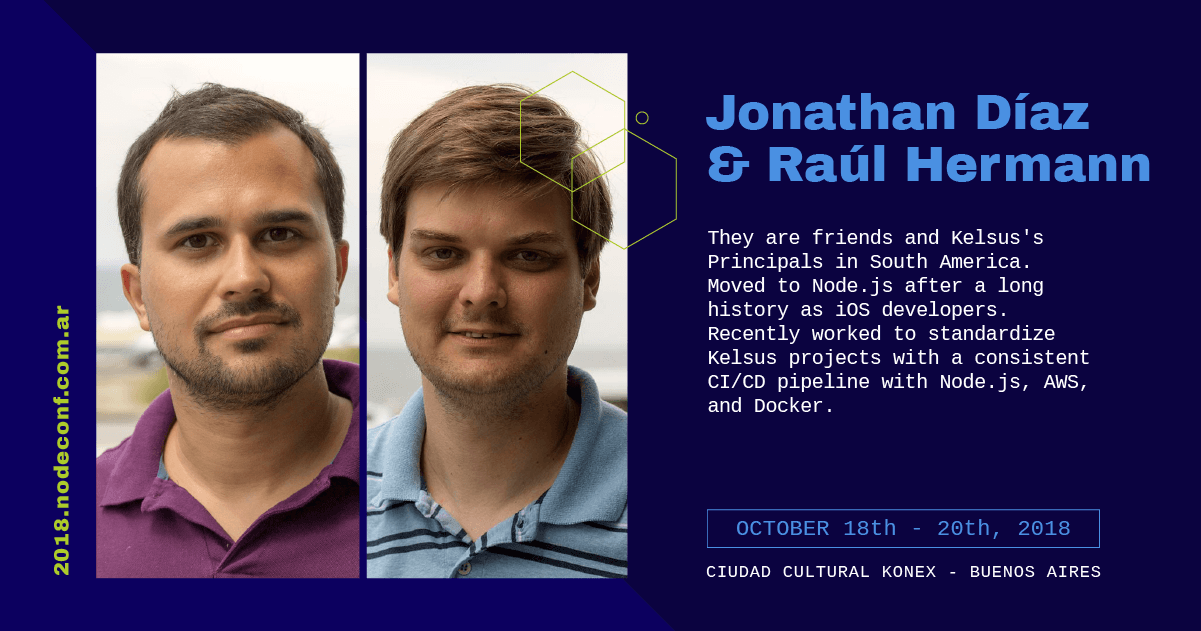 2018.nodeconf.com.ar
Jonathan Díaz
& Raúl Hermann
They are friends and Kelsus's
Principals in South America.
Moved to Node.js after a long
history as iOS developers.
Recently worked to standardize
Kelsus projects with a consistent
CI/CD pipeline with Node.js, AWS,
and Docker.
OCTOBER 18th - 20th, 2018
CIUDAD CULTURAL KONEX - BUENOS AIRES